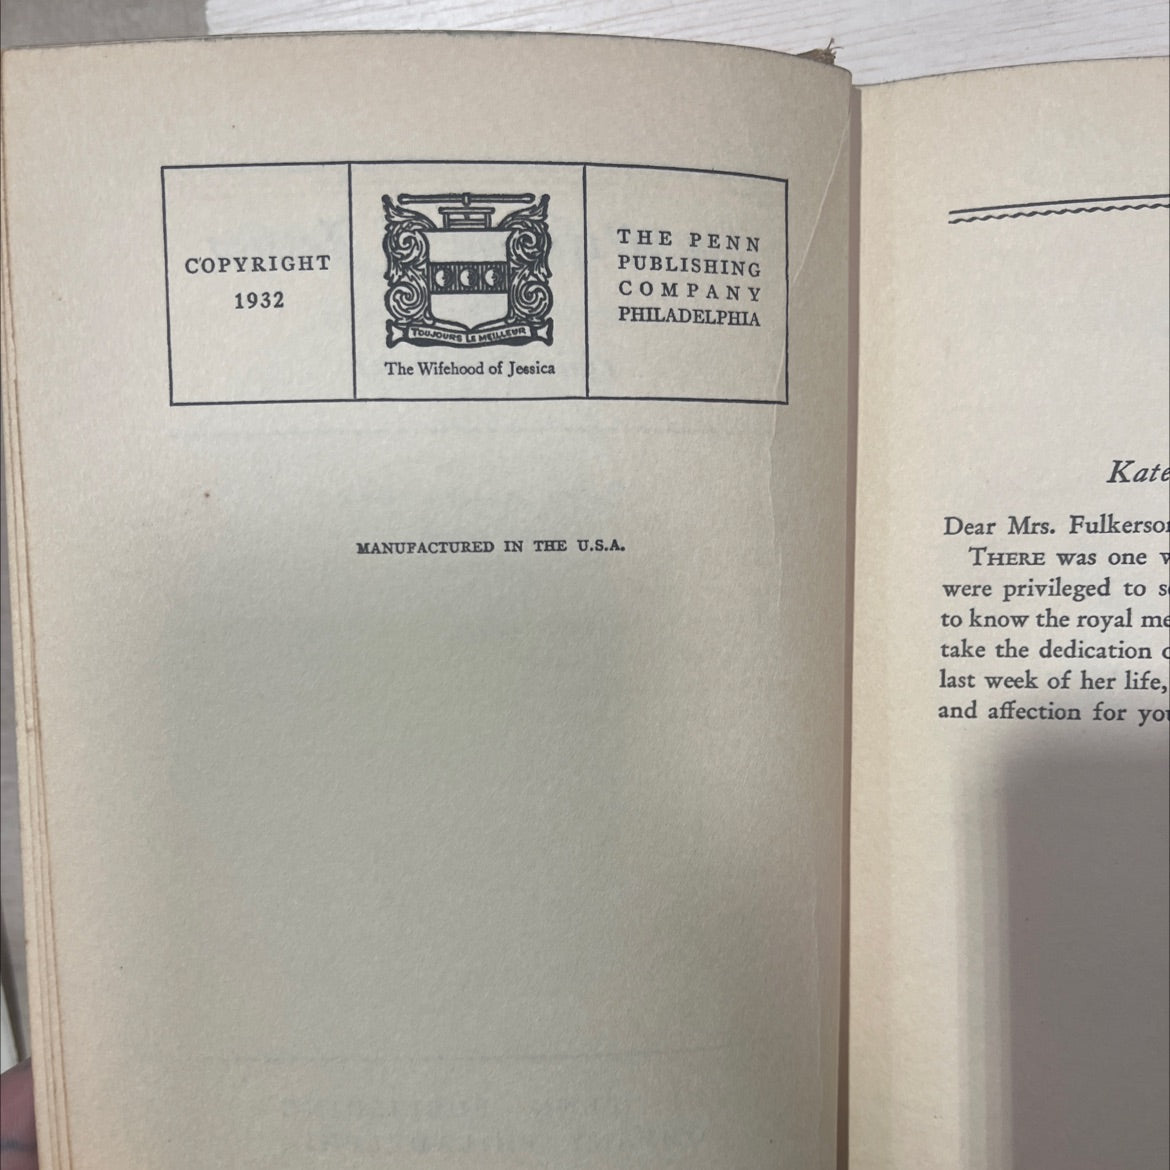 COPYRIGHT
1932
TOUJOURS LE MEILLEUR
The Wifehood of Jessica
THE PENN
PUBLISHING
COMPANY
PHILADELPHIA
MANUFACTURED IN THE U.S.A.
Kate
Dear Mrs.
THERE was one
were privileged to
to know the royal
take the dedication
last week of her life,
and affection for